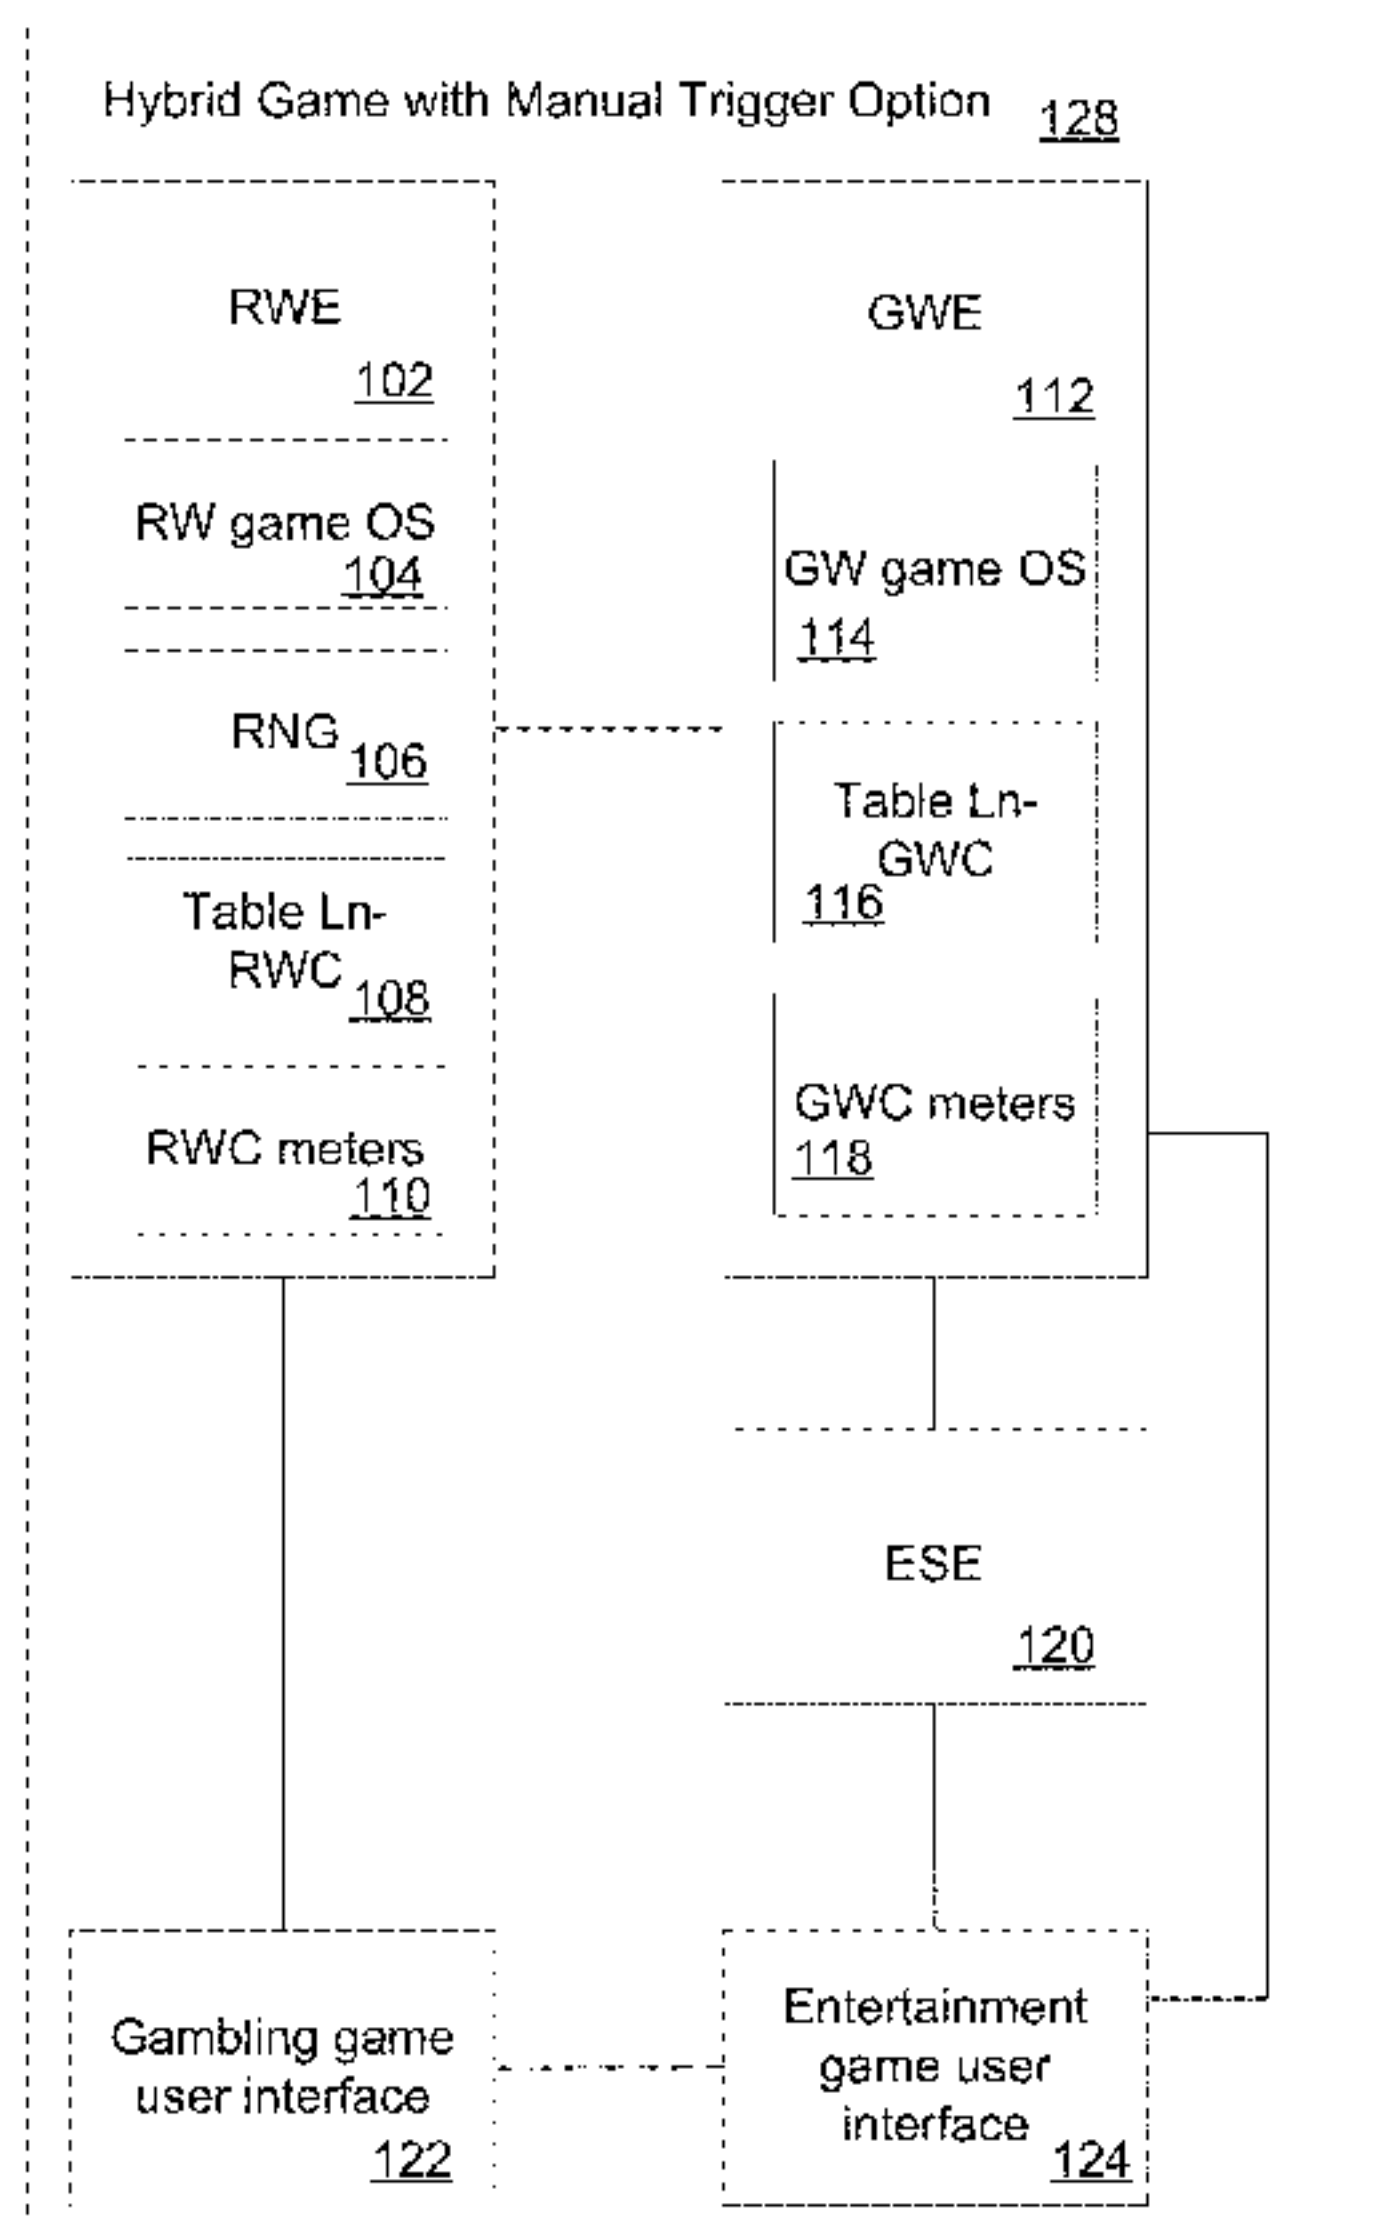 Hybrid Game with Manual Trigger Option 128
RWE
102
RW game OS
104
RNG
106
Table Ln-
RWC
108
RWC meters
110
GWE
112
GW game OS
114
Table Ln-
GWC
116
GWC meters
118
ESE
120
Gambling game
user interface
122
Entertainment
game user
interface
124